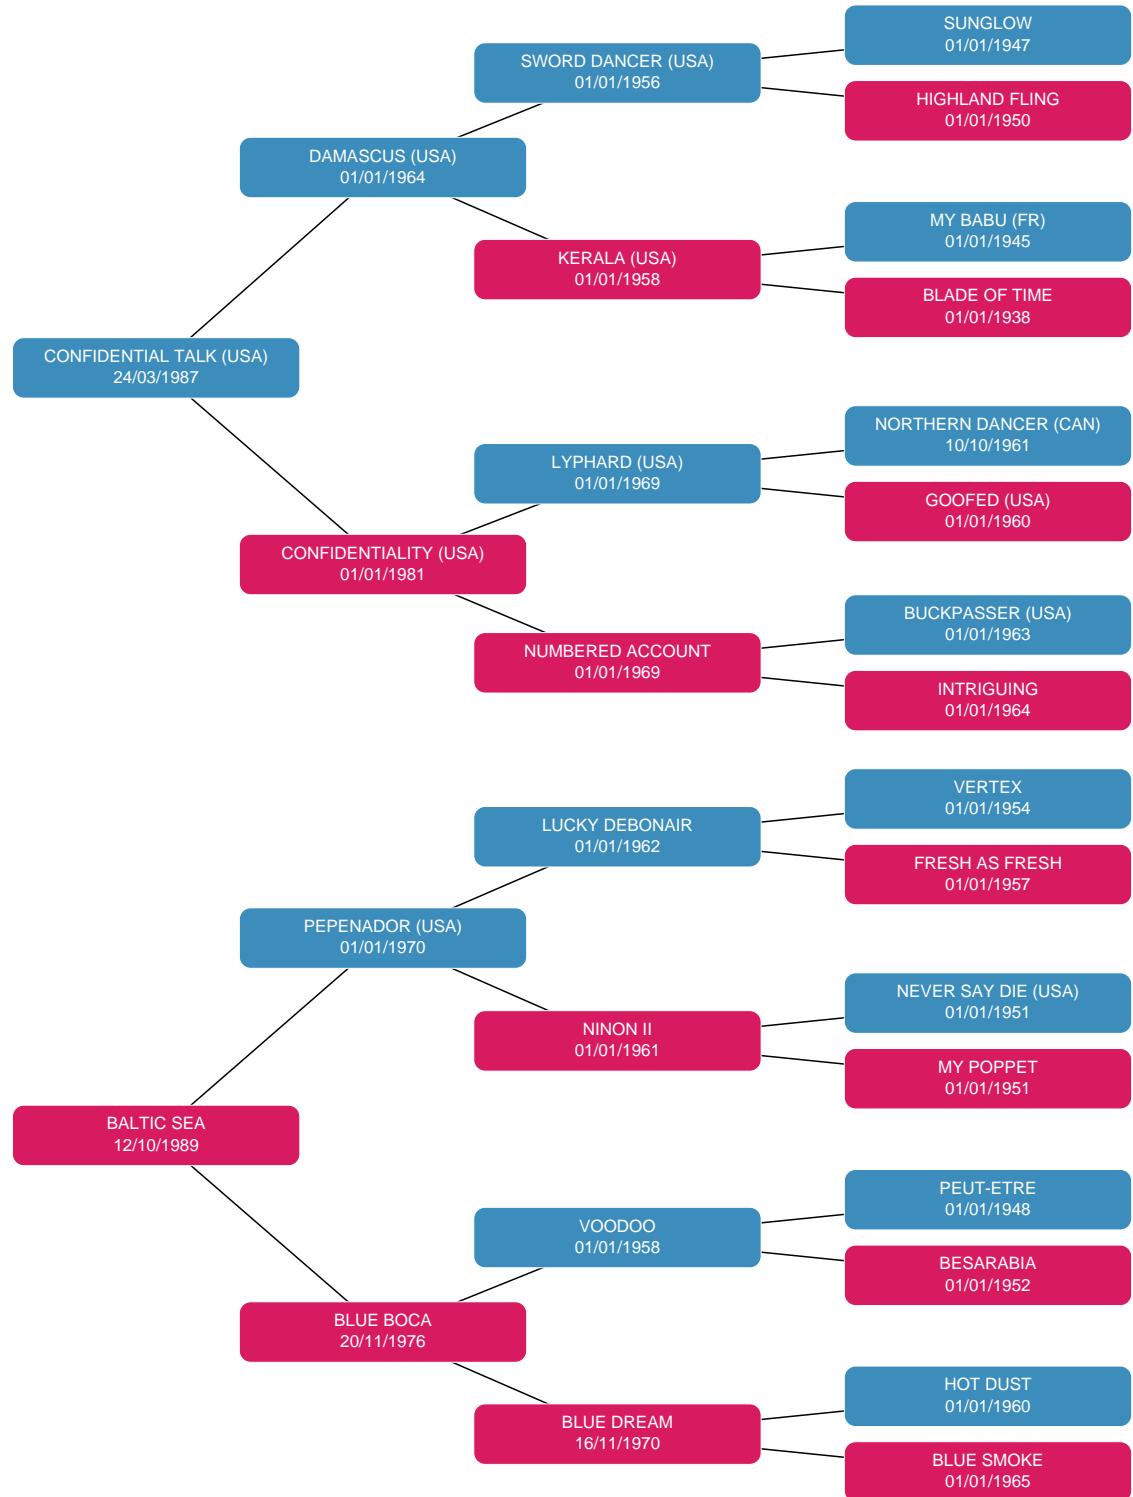 SUNGLOW
01/01/1947
SWORD DANCER (USA)
01/01/1956
HIGHLAND FLING
01/01/1950
DAMASCUS (USA)
01/01/1964
MY BABU (FR)
01/01/1945
KERALA (USA)
01/01/1958
BLADE OF TIME
01/01/1938
CONFIDENTIAL TALK (USA)
24/03/1987
NORTHERN DANCER (CAN)
10/10/1961
LYPHARD (USA)
01/01/1969
GOOFED (USA)
01/01/1960
CONFIDENTIALITY (USA)
01/01/1981
BUCKPASSER (USA)
01/01/1963
NUMBERED ACCOUNT
01/01/1969
INTRIGUING
01/01/1964
VERTEX
01/01/1954
LUCKY DEBONAIR
01/01/1962
FRESH AS FRESH
01/01/1957
PEPENADOR (USA)
01/01/1970
NEVER SAY DIE (USA)
01/01/1951
NINON II
01/01/1961
MY POPPET
01/01/1951
BALTIC SEA
12/10/1989
PEUT-ETRE
01/01/1948
VOODOO
01/01/1958
BESARABIA
01/01/1952
BLUE BOCA
20/11/1976
HOT DUST
01/01/1960
BLUE DREAM
16/11/1970
BLUE SMOKE
01/01/1965